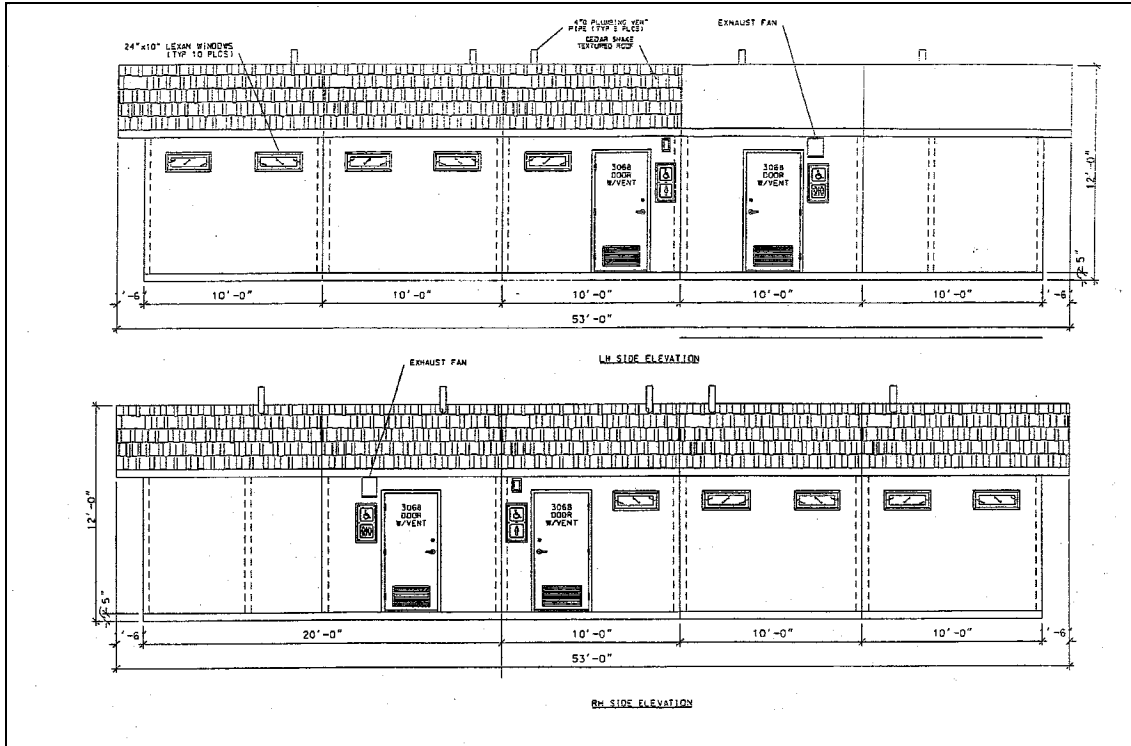 4"Ø PLUMBING VENT
PIPE (TYP 5 PLCS)
EXHAUST FAN
24"x10" LEXAN WINDOWS
(TYP 10 PLCS)
CEDAR SHAKE
TEXTURED ROOF
3068
DOOR
W/VENT
3068
DOOR
W/VENT
12'-0"
5"
'-6
10'-0"
10'-0"
10'-0"
10'-0"
10'-0"
'-6
53'-0"
LH SIDE ELEVATION
EXHAUST FAN
12'-0"
3068
DOOR
W/VENT
3068
DOOR
W/VENT
5"
'-6
20'-0"
10'-0"
10'-0"
10'-0"
'-6
53'-0"
RH SIDE ELEVATION